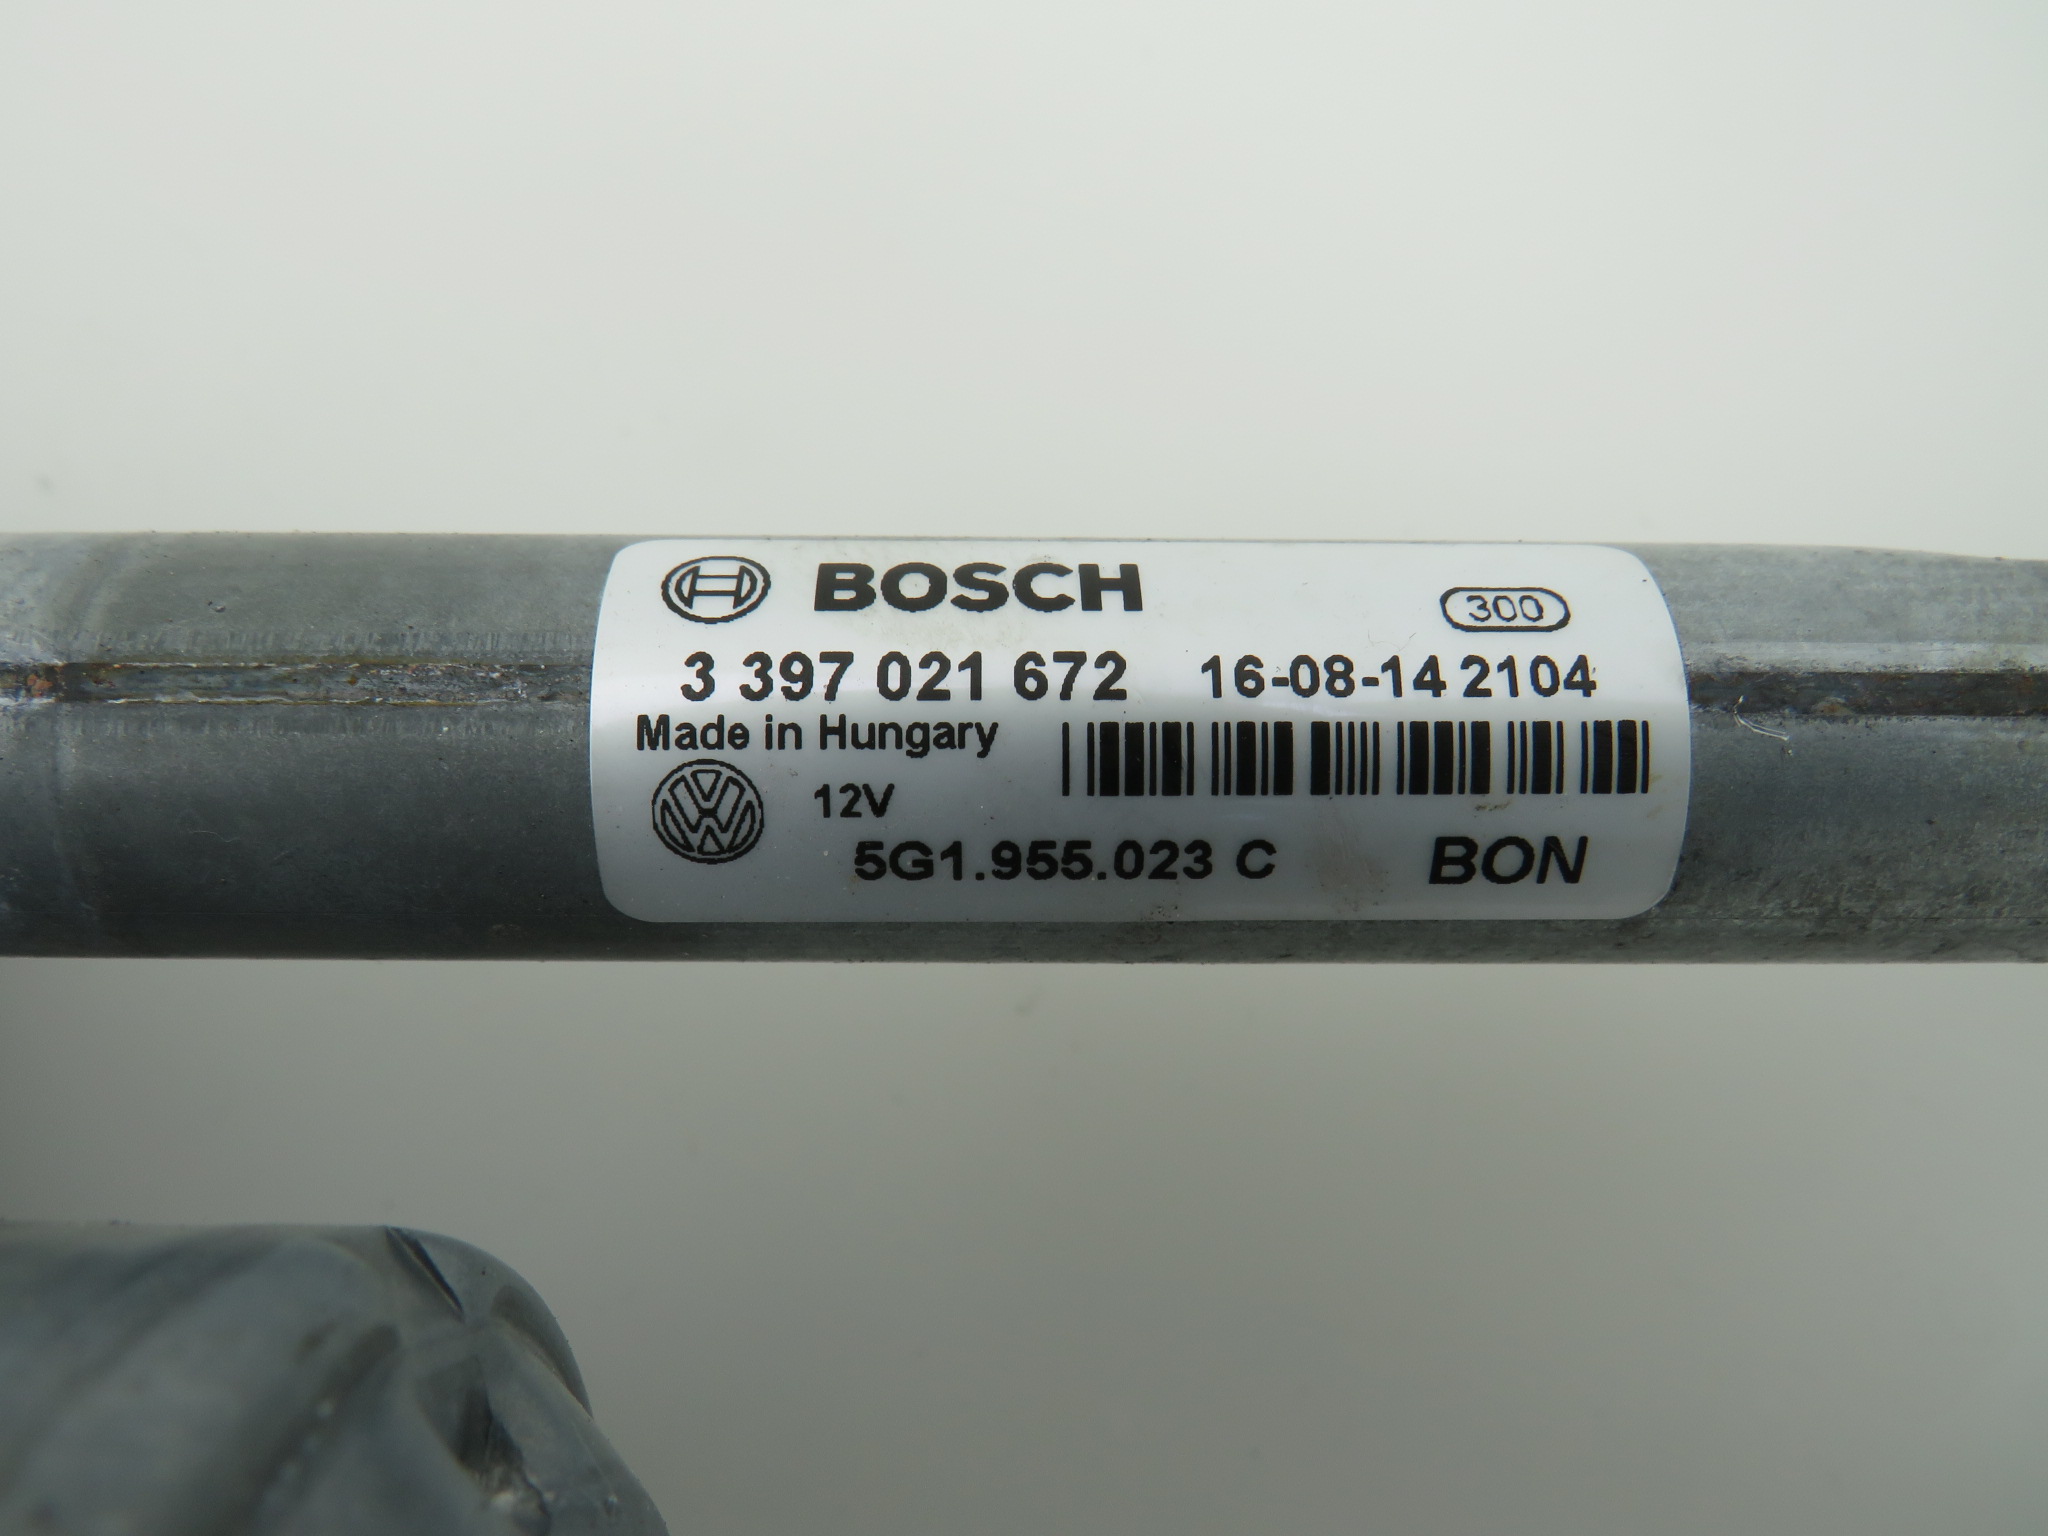 BOSCH
300
3 397 021 672 16-08-14 2104
Made in Hungary
12V
5G1.955.023 C BON